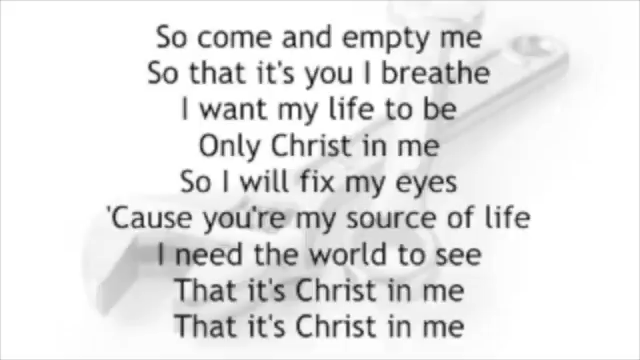 So come and empty me
So that it's you I breathe
I want my life to be
Only Christ in me
So I will fix my eyes
'Cause you're my source of life
I need the world to see
That it's Christ in me
That it's Christ in me